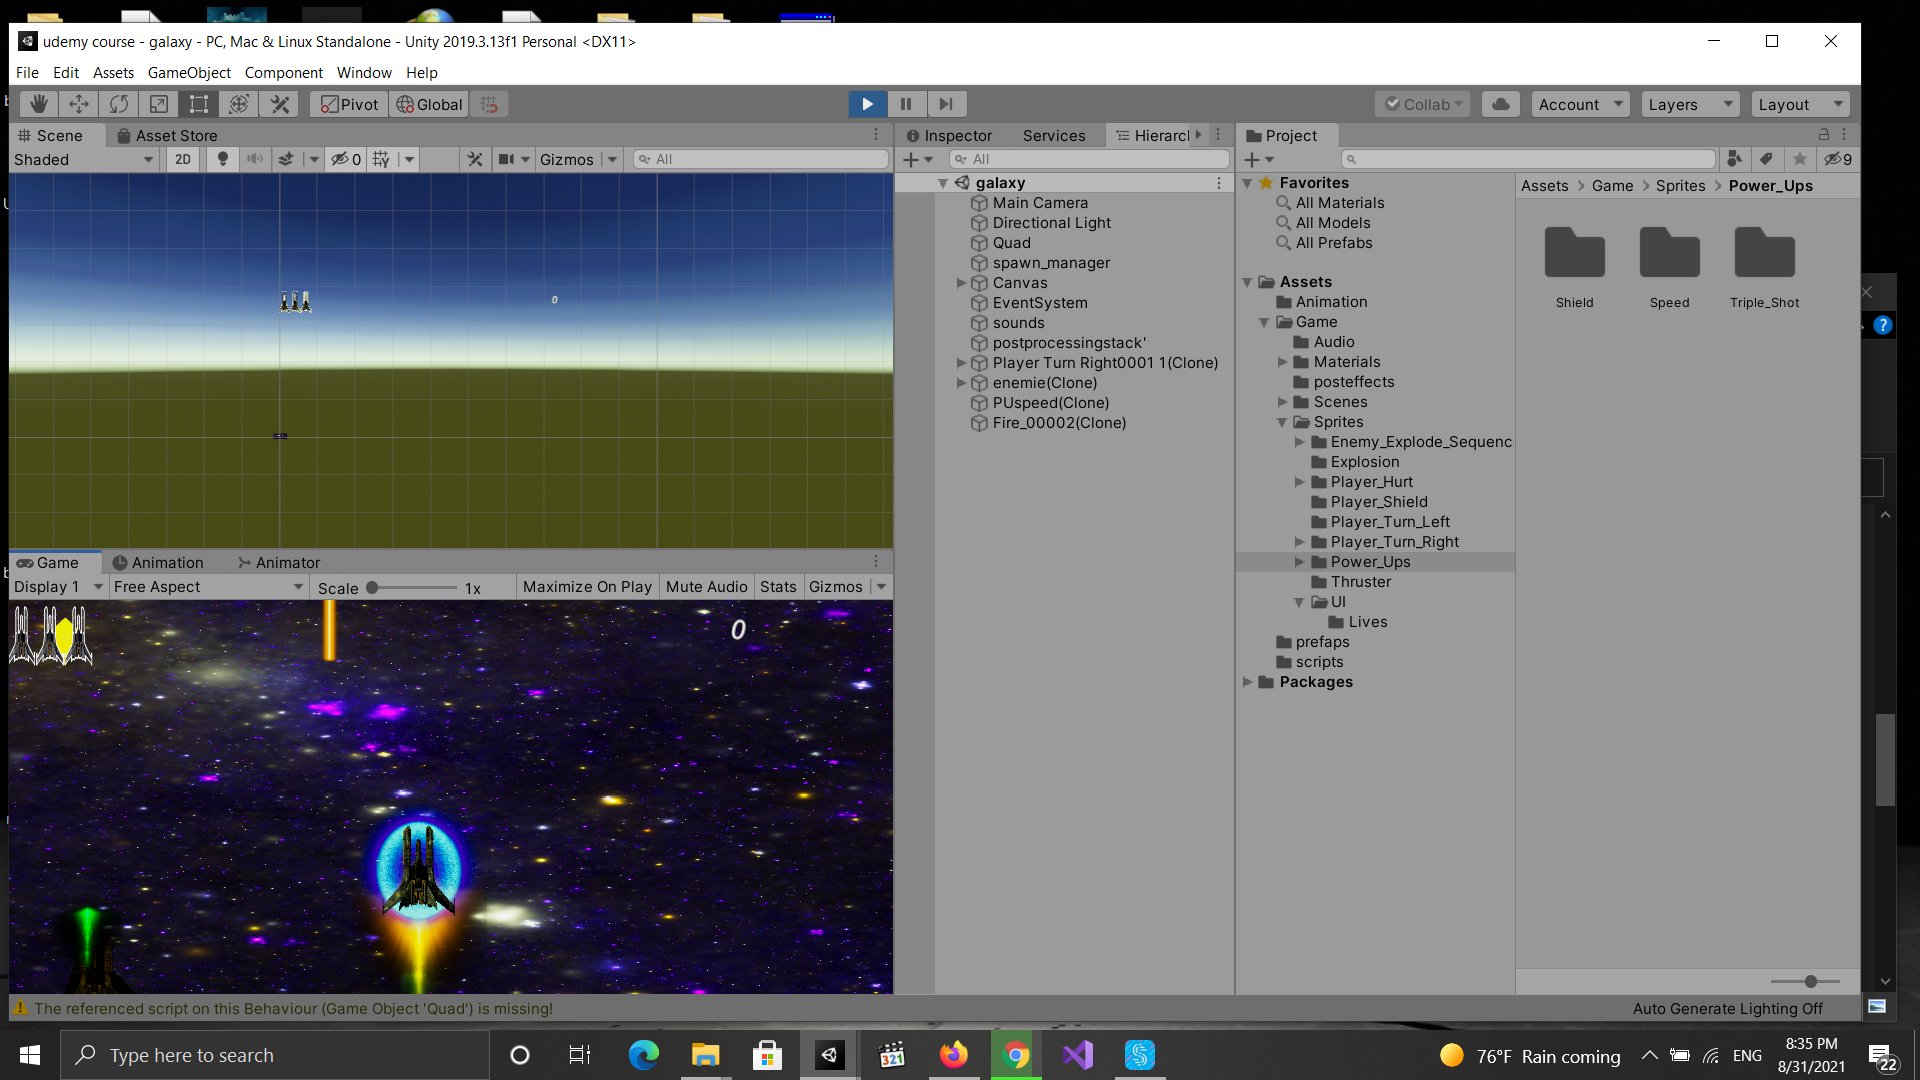 udemy course - galaxy - PC, Mac & Linux Standalone - Unity 2019.3.13f1 Personal <DX11>
File Edit Assets GameObject Component Window Help
Pivot Global Collab Account Layers Layout
Scene Asset Store
Shaded 2D 0 Gizmos All
Inspector Services Hierarcl
All
galaxy
Main Camera
Directional Light
Quad
spawn_manager
Canvas
EventSystem
sounds
postprocessingstack'
Player Turn Right0001 1(Clone)
enemie(Clone)
PUspeed(Clone)
Fire_00002(Clone)
Project
9
Favorites
All Materials
All Models
All Prefabs
Assets
Animation
Game
Audio
Materials
posteffects
Scenes
Sprites
Enemy_Explode_Sequenc
Explosion
Player_Hurt
Player_Shield
Player_Turn_Left
Player_Turn_Right
Power_Ups
Thruster
UI
Lives
prefaps
scripts
Packages
Assets > Game > Sprites > Power_Ups
Shield Speed Triple_Shot
0
Game Animation Animator
Display 1 Free Aspect Scale 1x Maximize On Play Mute Audio Stats Gizmos
0
The referenced script on this Behaviour (Game Object 'Quad') is missing!
Auto Generate Lighting Off
Type here to search
321
76°F Rain coming
ENG
8:35 PM
8/31/2021
22